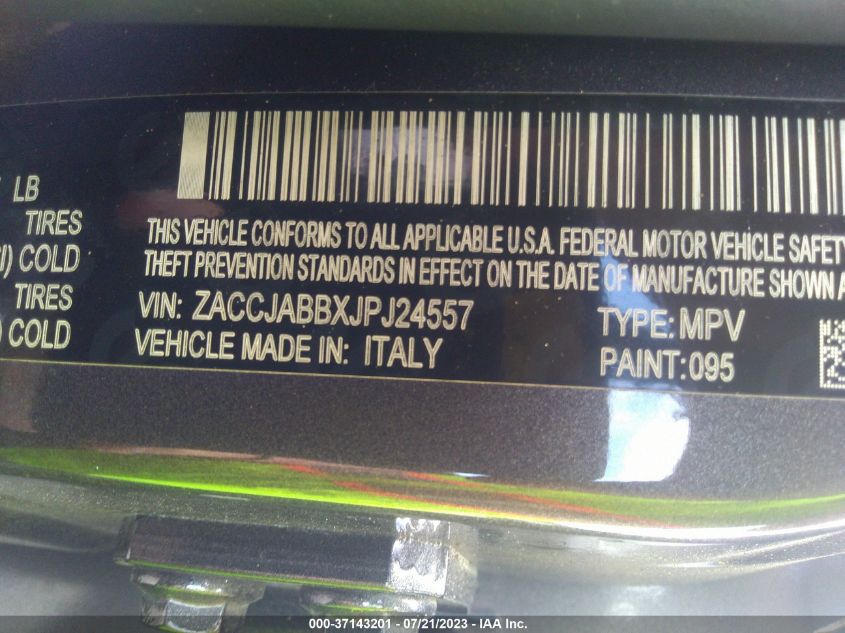 LB
TIRES
COLD
TIRES
COLD
THIS VEHICLE CONFORMS TO ALL APPLICABLE U.S.A. FEDERAL MOTOR VEHICLE SAFETY
THEFT PREVENTION STANDARDS IN EFFECT ON THE DATE OF MANUFACTURE SHOWN
VIN: ZACCJABBXJPJ24557 TYPE: MPV
VEHICLE MADE IN: ITALY PAINT: 095
000-37143201 - 07/21/2023 - IAA Inc.